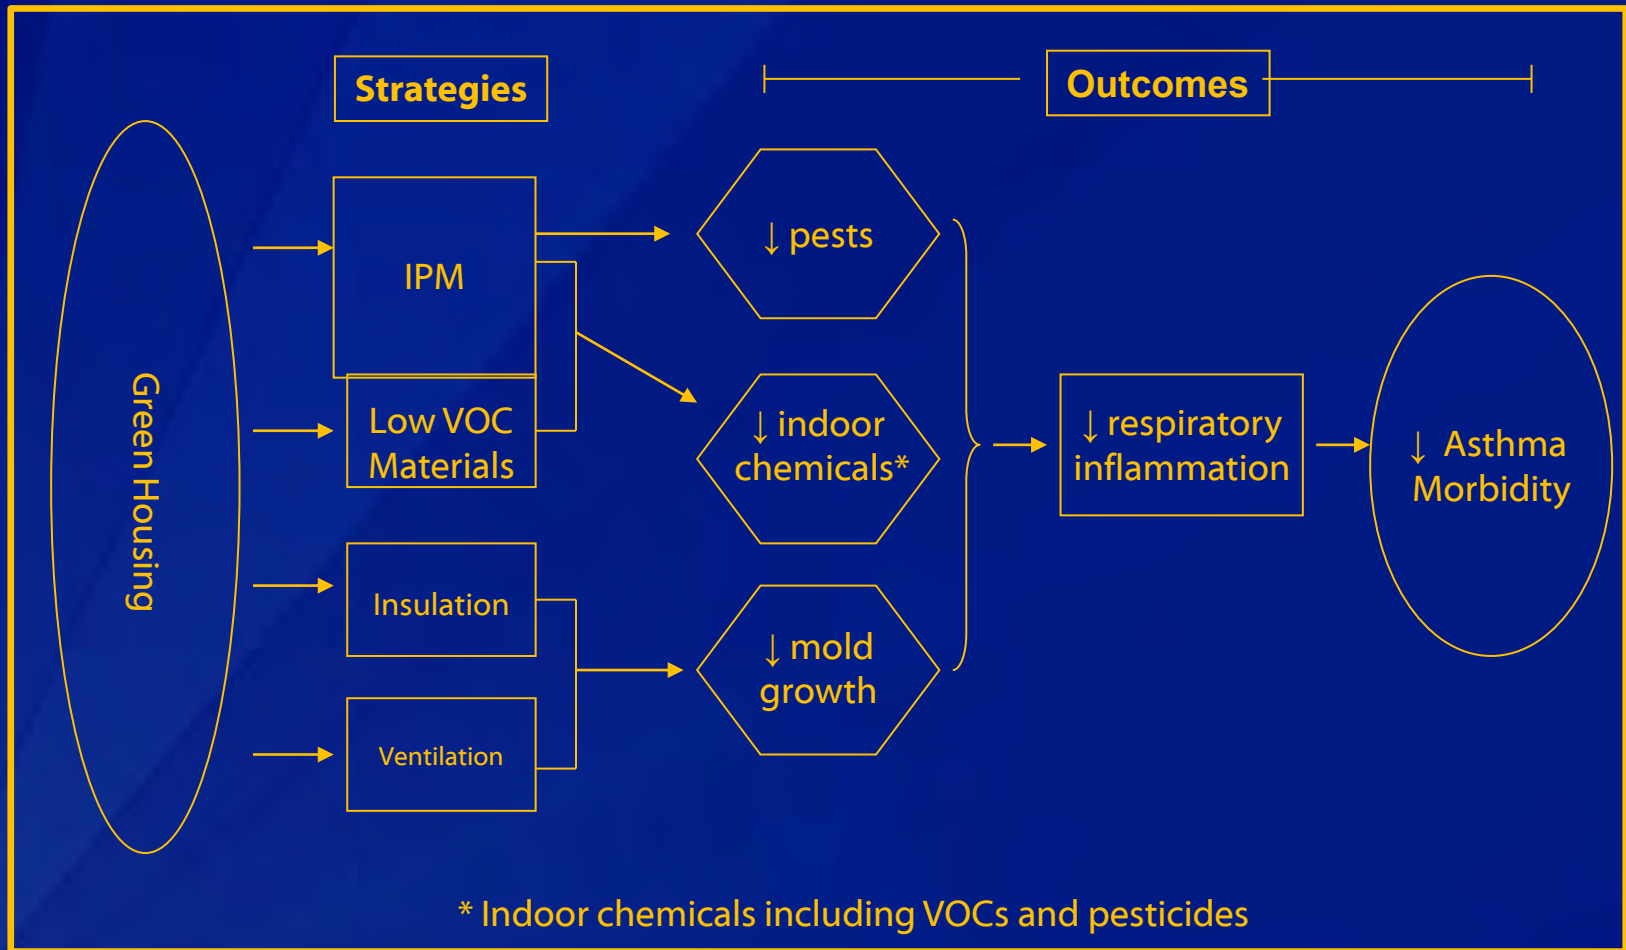 Strategies
Outcomes
Green Housing
IPM
Low VOC
Materials
Insulation
Ventilation
↓ pests
↓ indoor
chemicals*
↓ mold
growth
↓ respiratory
inflammation
↓ Asthma
Morbidity
* Indoor chemicals including VOCs and pesticides